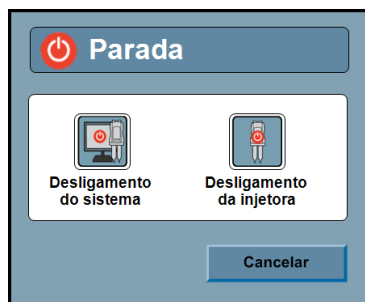 Parada
Desligamento
do sistema
Desligamento
da injetora
Cancelar